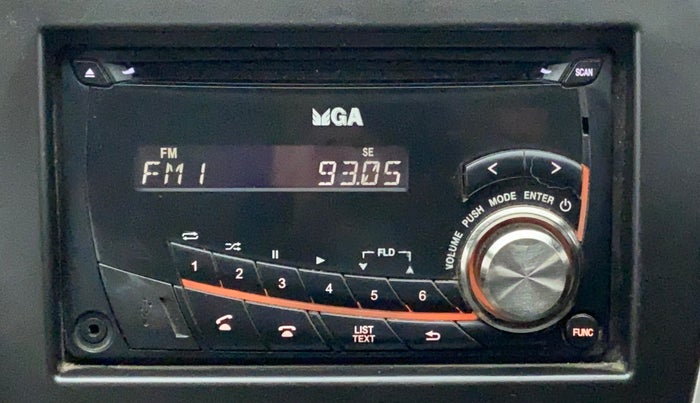 SCAN
MGA
FM SE
FM1 93.05
VOLUME PUSH MODE ENTER
FLD
1 2 3 4 5 6
LIST
TEXT
FUNC